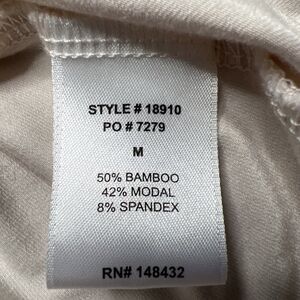 STYLE # 18910
PO # 7279
M
50% BAMBOO
42% MODAL
8% SPANDEX
RN# 148432